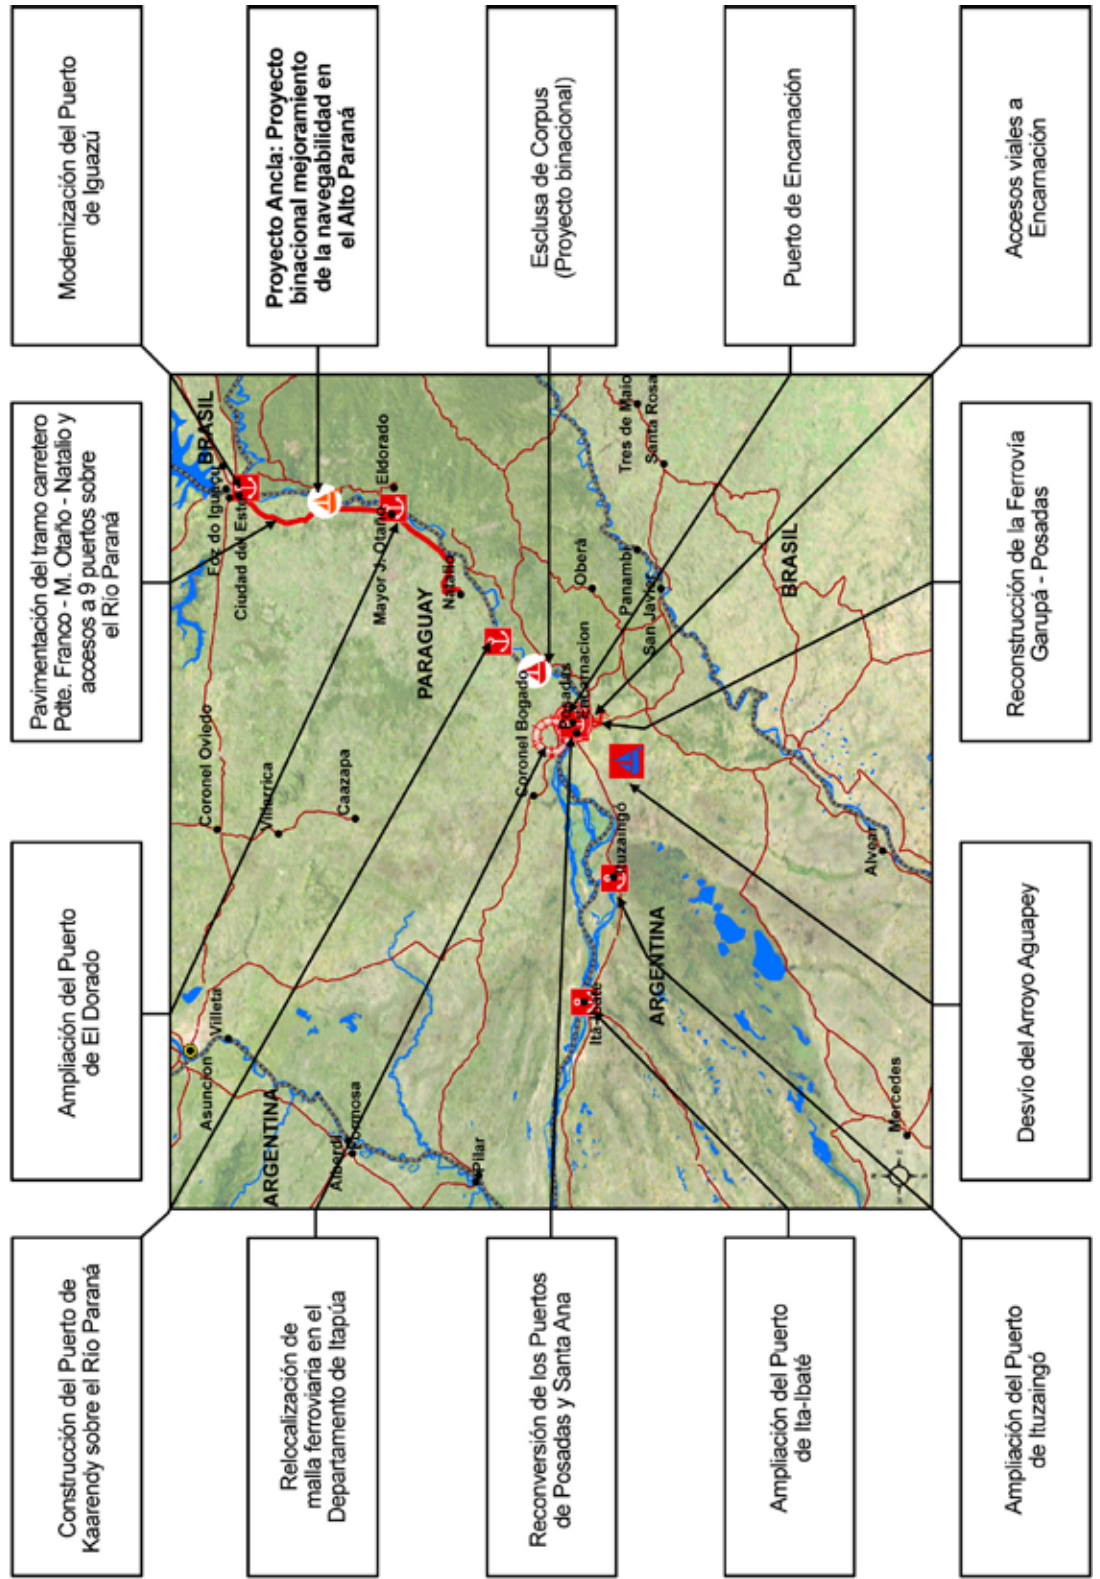 Construcción del Puerto de
Kaarendy sobre el Río Paraná
Ampliación del Puerto
de El Dorado
Pavimentación del tramo carretero
Pdte. Franco - M. Otaño - Natalio y
accesos a 9 puertos sobre
el Río Paraná
Modernización del Puerto
de Iguazú
Relocalización de
malla ferroviaria en el
Departamento de Itapúa
Proyecto Ancla: Proyecto
binacional mejoramiento
de la navegabilidad en
el Alto Paraná
Reconversión de los Puertos
de Posadas y Santa Ana
Esclusa de Corpus
(Proyecto binacional)
Ampliación del Puerto
de Ita-Ibaté
Puerto de Encarnación
Ampliación del Puerto
de Ituzaingó
Desvío del Arroyo Aguapey
Reconstrucción de la Ferrovía
Garupá - Posadas
Accesos viales a
Encarnación
Asuncion
Villeta
Coronel Oviedo
Foz do Iguaçu
BRASIL
Ciudad del Este
ARGENTINA
Villarrica
Alberdi
Formosa
Caazapa
Mayor J. Otaño
Eldorado
PARAGUAY
Natalio
Pilar
Coronel Bogado
Posadas
Encarnacion
Oberá
Ita-Ibate
Ituzaingó
Panambi
Tres de Maio
San Javier
Santa Rosa
ARGENTINA
BRASIL
Alvear
Mercedes